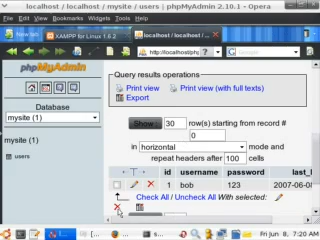 localhost / localhost / mysite / users | phpMyAdmin 2.10.1 - Opera
File Edit View Bookmarks Widgets Tools Help
XAMPP for Linux 1.6.2
localhost / localhost / ...
http://localhost/php
phpMyAdmin
Database
mysite (1)
mysite (1)
users
Query results operations
Print view Print view (with full texts)
Export
Show : 30 row(s) starting from record #
0
in horizontal mode and
repeat headers after 100 cells
← T → id username password last_l
1 bob 123 2007-06-08
Check All / Uncheck All With selected:
Fri Jun 8, 7:20 AM